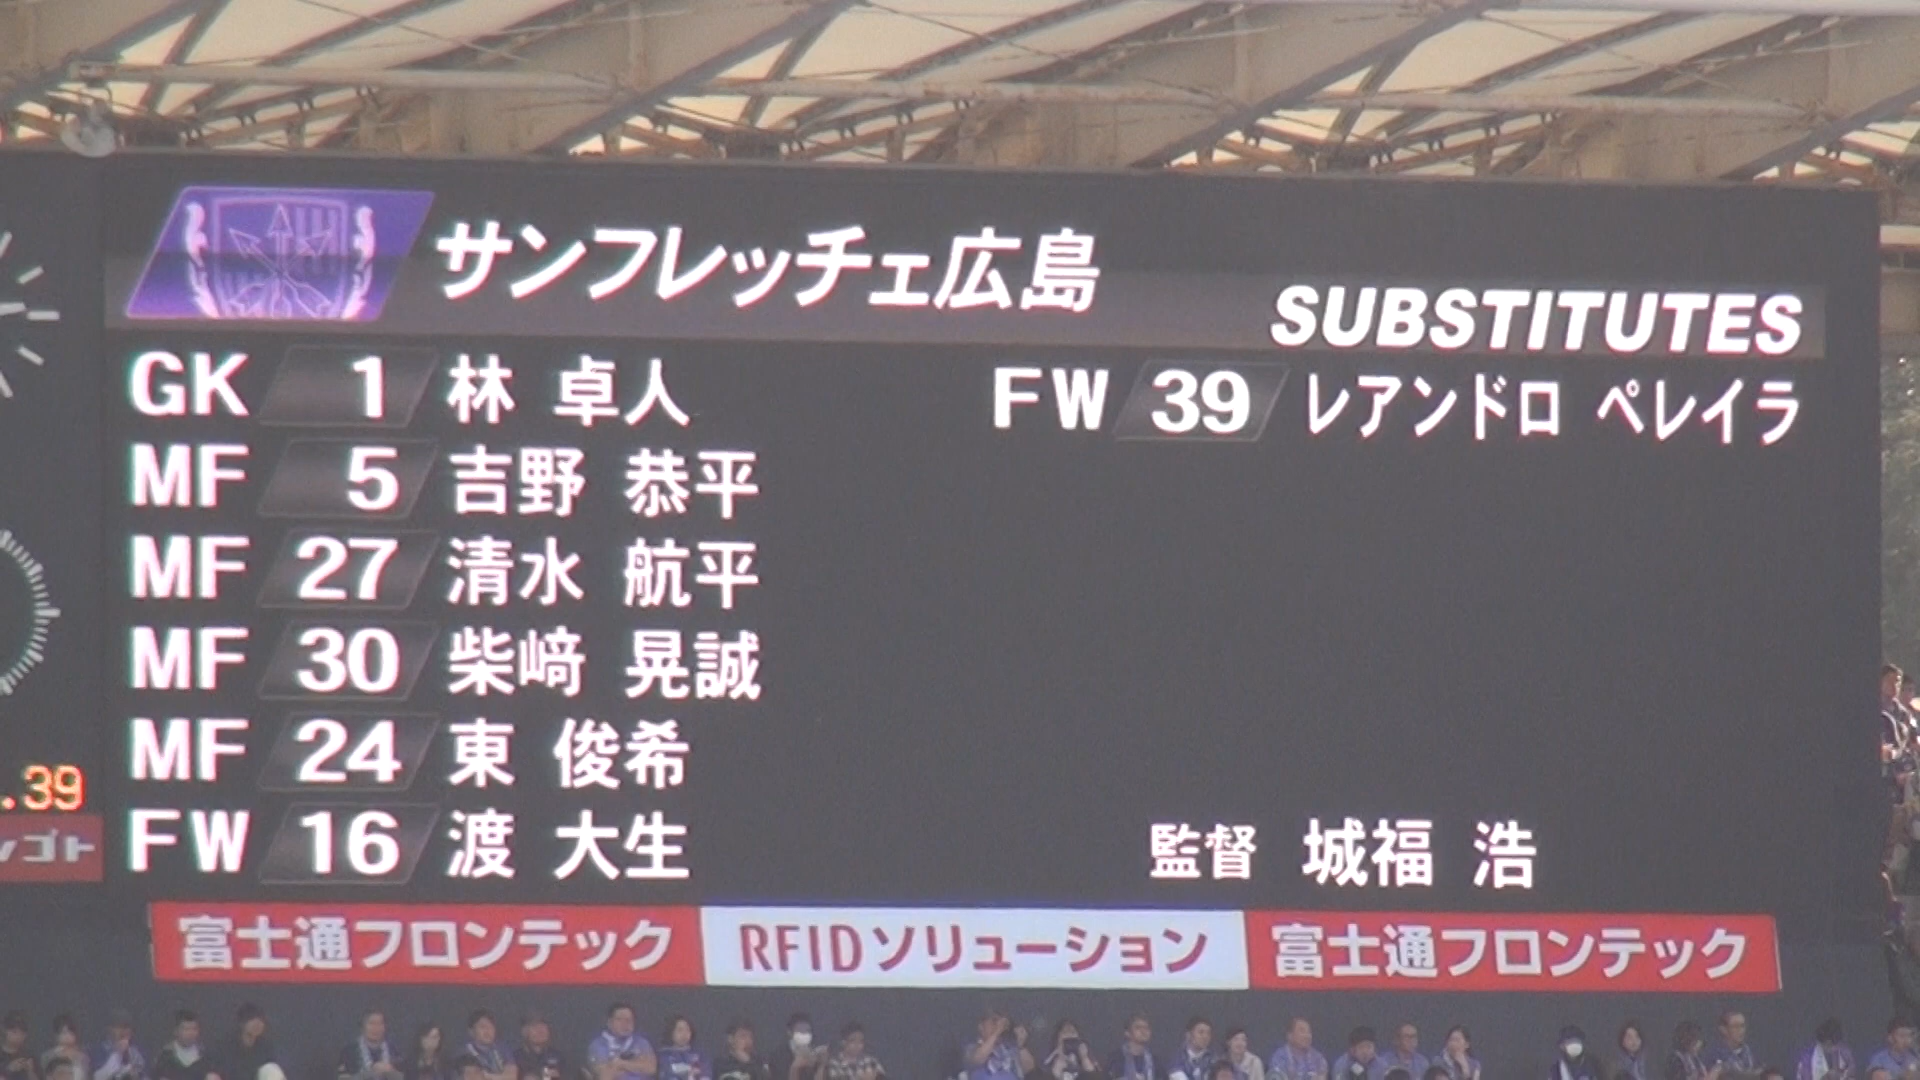 サンフレッチェ広島
SUBSTITUTES
GK 1 林 卓人
MF 5 吉野 恭平
MF 27 清水 航平
MF 30 柴﨑 晃誠
MF 24 東 俊希
FW 16 渡 大生
FW 39 レアンドロ ペレイラ
監督 城福 浩
.39
ゴト
富士通フロンテック RFIDソリューション 富士通フロンテック